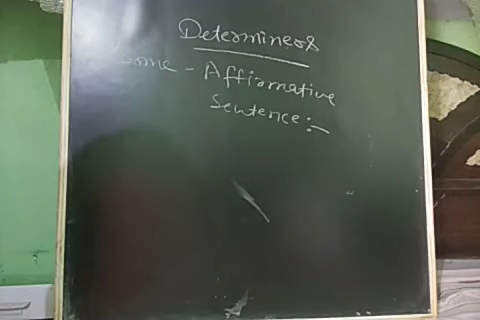 Determiners
Some - Affirmative
Sentence:-